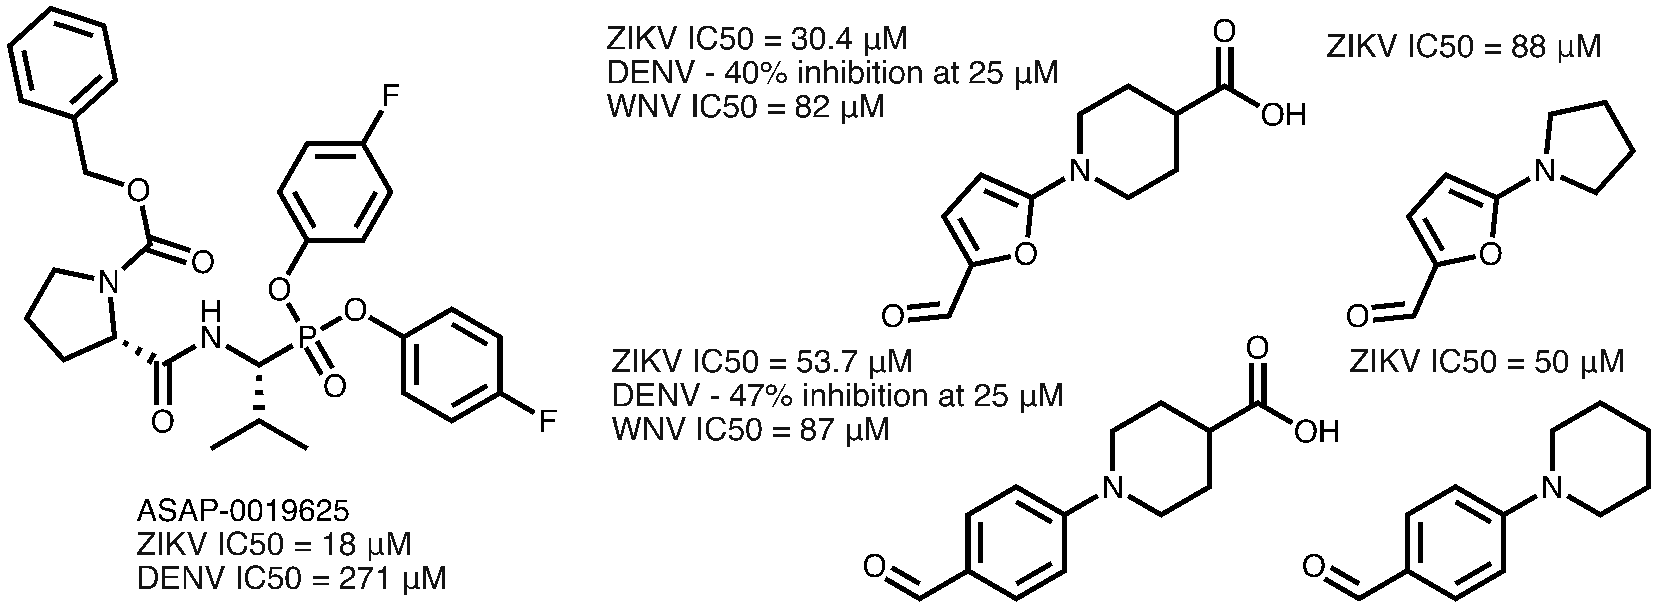 ZIKV IC50 = 30.4 µM
DENV - 40% inhibition at 25 µM
WNV IC50 = 82 µM
O
OH
N
O
O
ZIKV IC50 = 88 µM
N
O
O
F
O
O
N
H
N
O
O
O
P
O
O
F
ASAP-0019625
ZIKV IC50 = 18 µM
DENV IC50 = 271 µM
ZIKV IC50 = 53.7 µM
DENV - 47% inhibition at 25 µM
WNV IC50 = 87 µM
O
OH
N
O
ZIKV IC50 = 50 µM
N
O